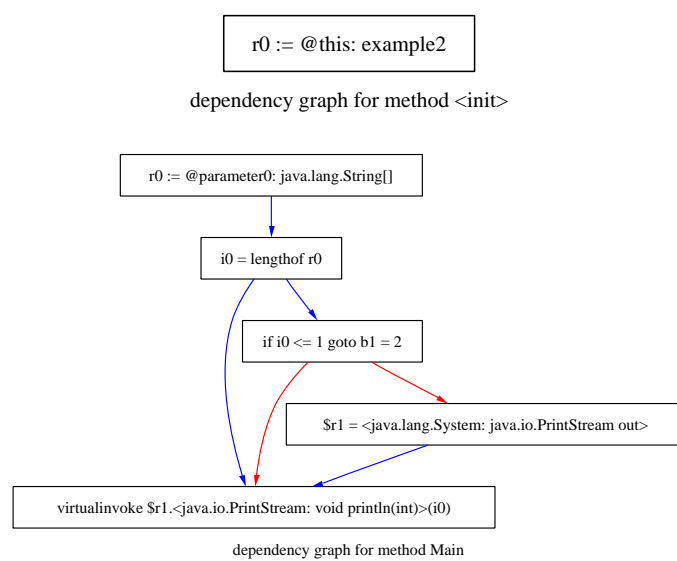 r0 := @this: example2
dependency graph for method <init>
r0 := @parameter0: java.lang.String[]
i0 = lengthof r0
if i0 <= 1 goto b1 = 2
$r1 = <java.lang.System: java.io.PrintStream out>
virtualinvoke $r1.<java.io.PrintStream: void println(int)>(i0)
dependency graph for method Main